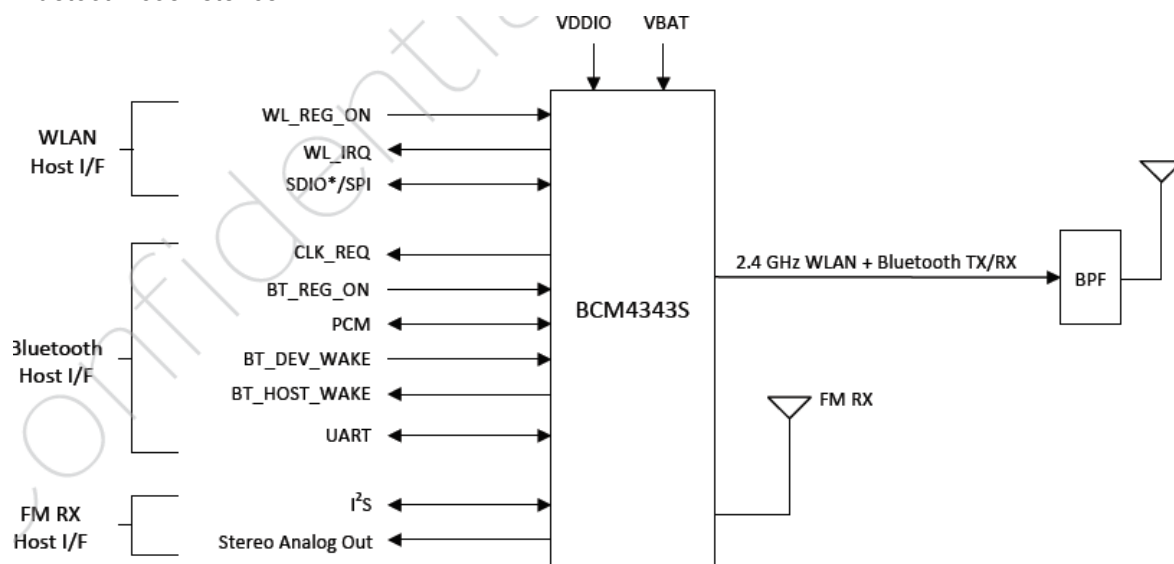 VDDIO VBAT
WLAN
Host I/F
WL_REG_ON
WL_IRQ
SDIO*/SPI
Bluetooth
Host I/F
CLK_REQ
BT_REG_ON
PCM
BT_DEV_WAKE
BT_HOST_WAKE
UART
FM RX
Host I/F
I²S
Stereo Analog Out
BCM4343S
2.4 GHz WLAN + Bluetooth TX/RX
BPF
FM RX
Confidenti